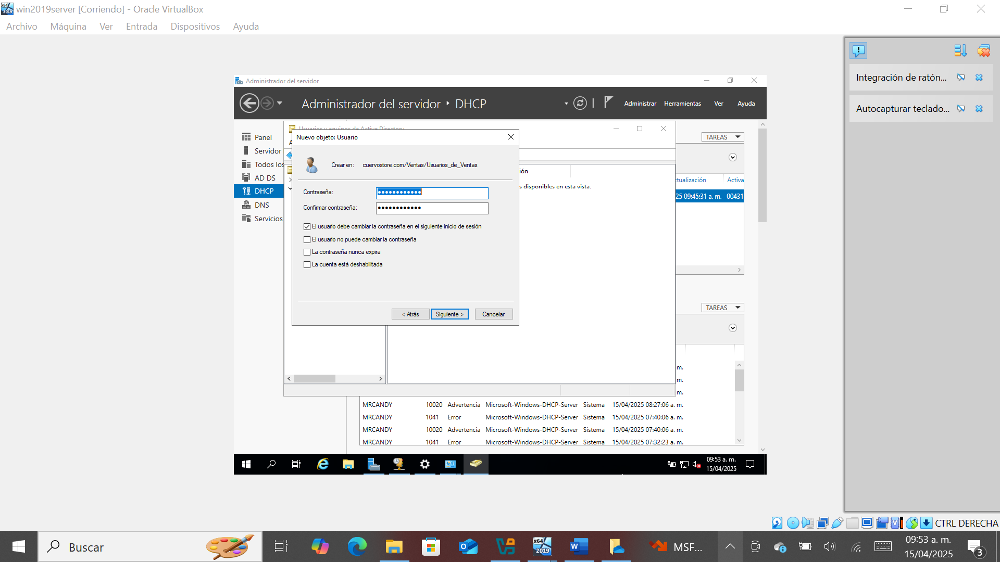 win2019server [Corriendo] - Oracle VirtualBox
Archivo Máquina Ver Entrada Dispositivos Ayuda
Integración de ratón...
Autocapturar teclado...
Administrador del servidor
Administrador del servidor DHCP
Administrar Herramientas Ver Ayuda
Usuarios y equipos de Active Directory
Nuevo objeto: Usuario
Panel
Servidor
Todos los
AD DS
DHCP
DNS
Servicios
A
TAREAS
Crear en: cuervostore.com/Ventas/Usuarios_de_Ventas
ión
s disponibles en esta vista.
ctualización Activa
25 09:45:31 a. m. 00431
Contraseña: ●●●●●●●●●●●●
Confirmar contraseña: ●●●●●●●●●●●●
El usuario debe cambiar la contraseña en el siguiente inicio de sesión
El usuario no puede cambiar la contraseña
La contraseña nunca expira
La cuenta está deshabilitada
< Atrás Siguiente > Cancelar
TAREAS
m.
m.
m.
MRCANDY 10020 Advertencia Microsoft-Windows-DHCP-Server Sistema 15/04/2025 08:27:06 a. m.
MRCANDY 1041 Error Microsoft-Windows-DHCP-Server Sistema 15/04/2025 07:40:06 a. m.
MRCANDY 10020 Advertencia Microsoft-Windows-DHCP-Server Sistema 15/04/2025 07:40:06 a. m.
MRCANDY 1041 Error Microsoft-Windows-DHCP-Server Sistema 15/04/2025 07:32:23 a. m.
09:53 a. m.
15/04/2025
CTRL DERECHA
Buscar
x64
2019
MSF...
09:53 a. m.
15/04/2025
3